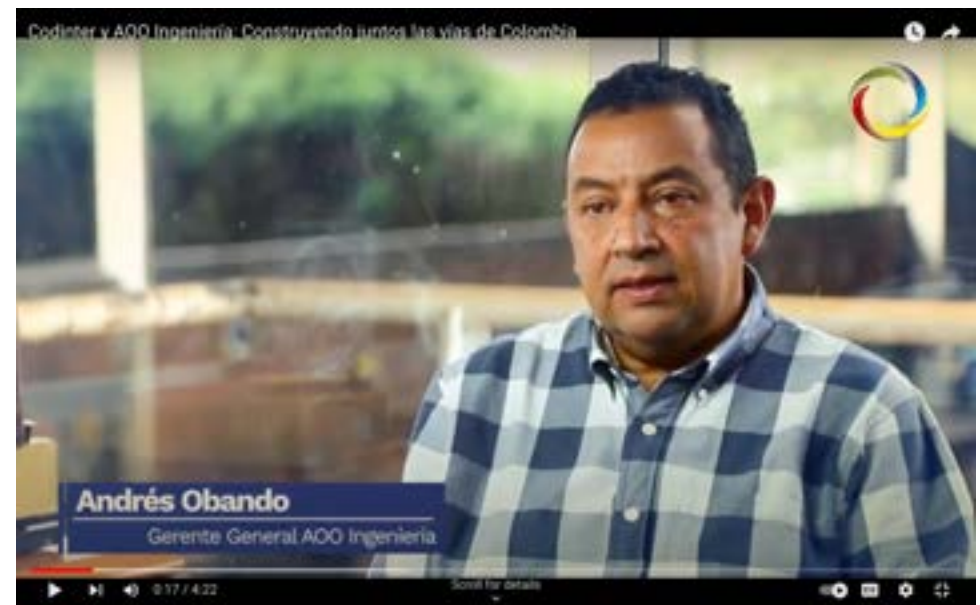 Codinter y AOO Ingeniería: Construyendo juntos las vías de Colombia
Andrés Obando
Gerente General AOO Ingeniería
0:17 / 4:22
Scroll for details
CC